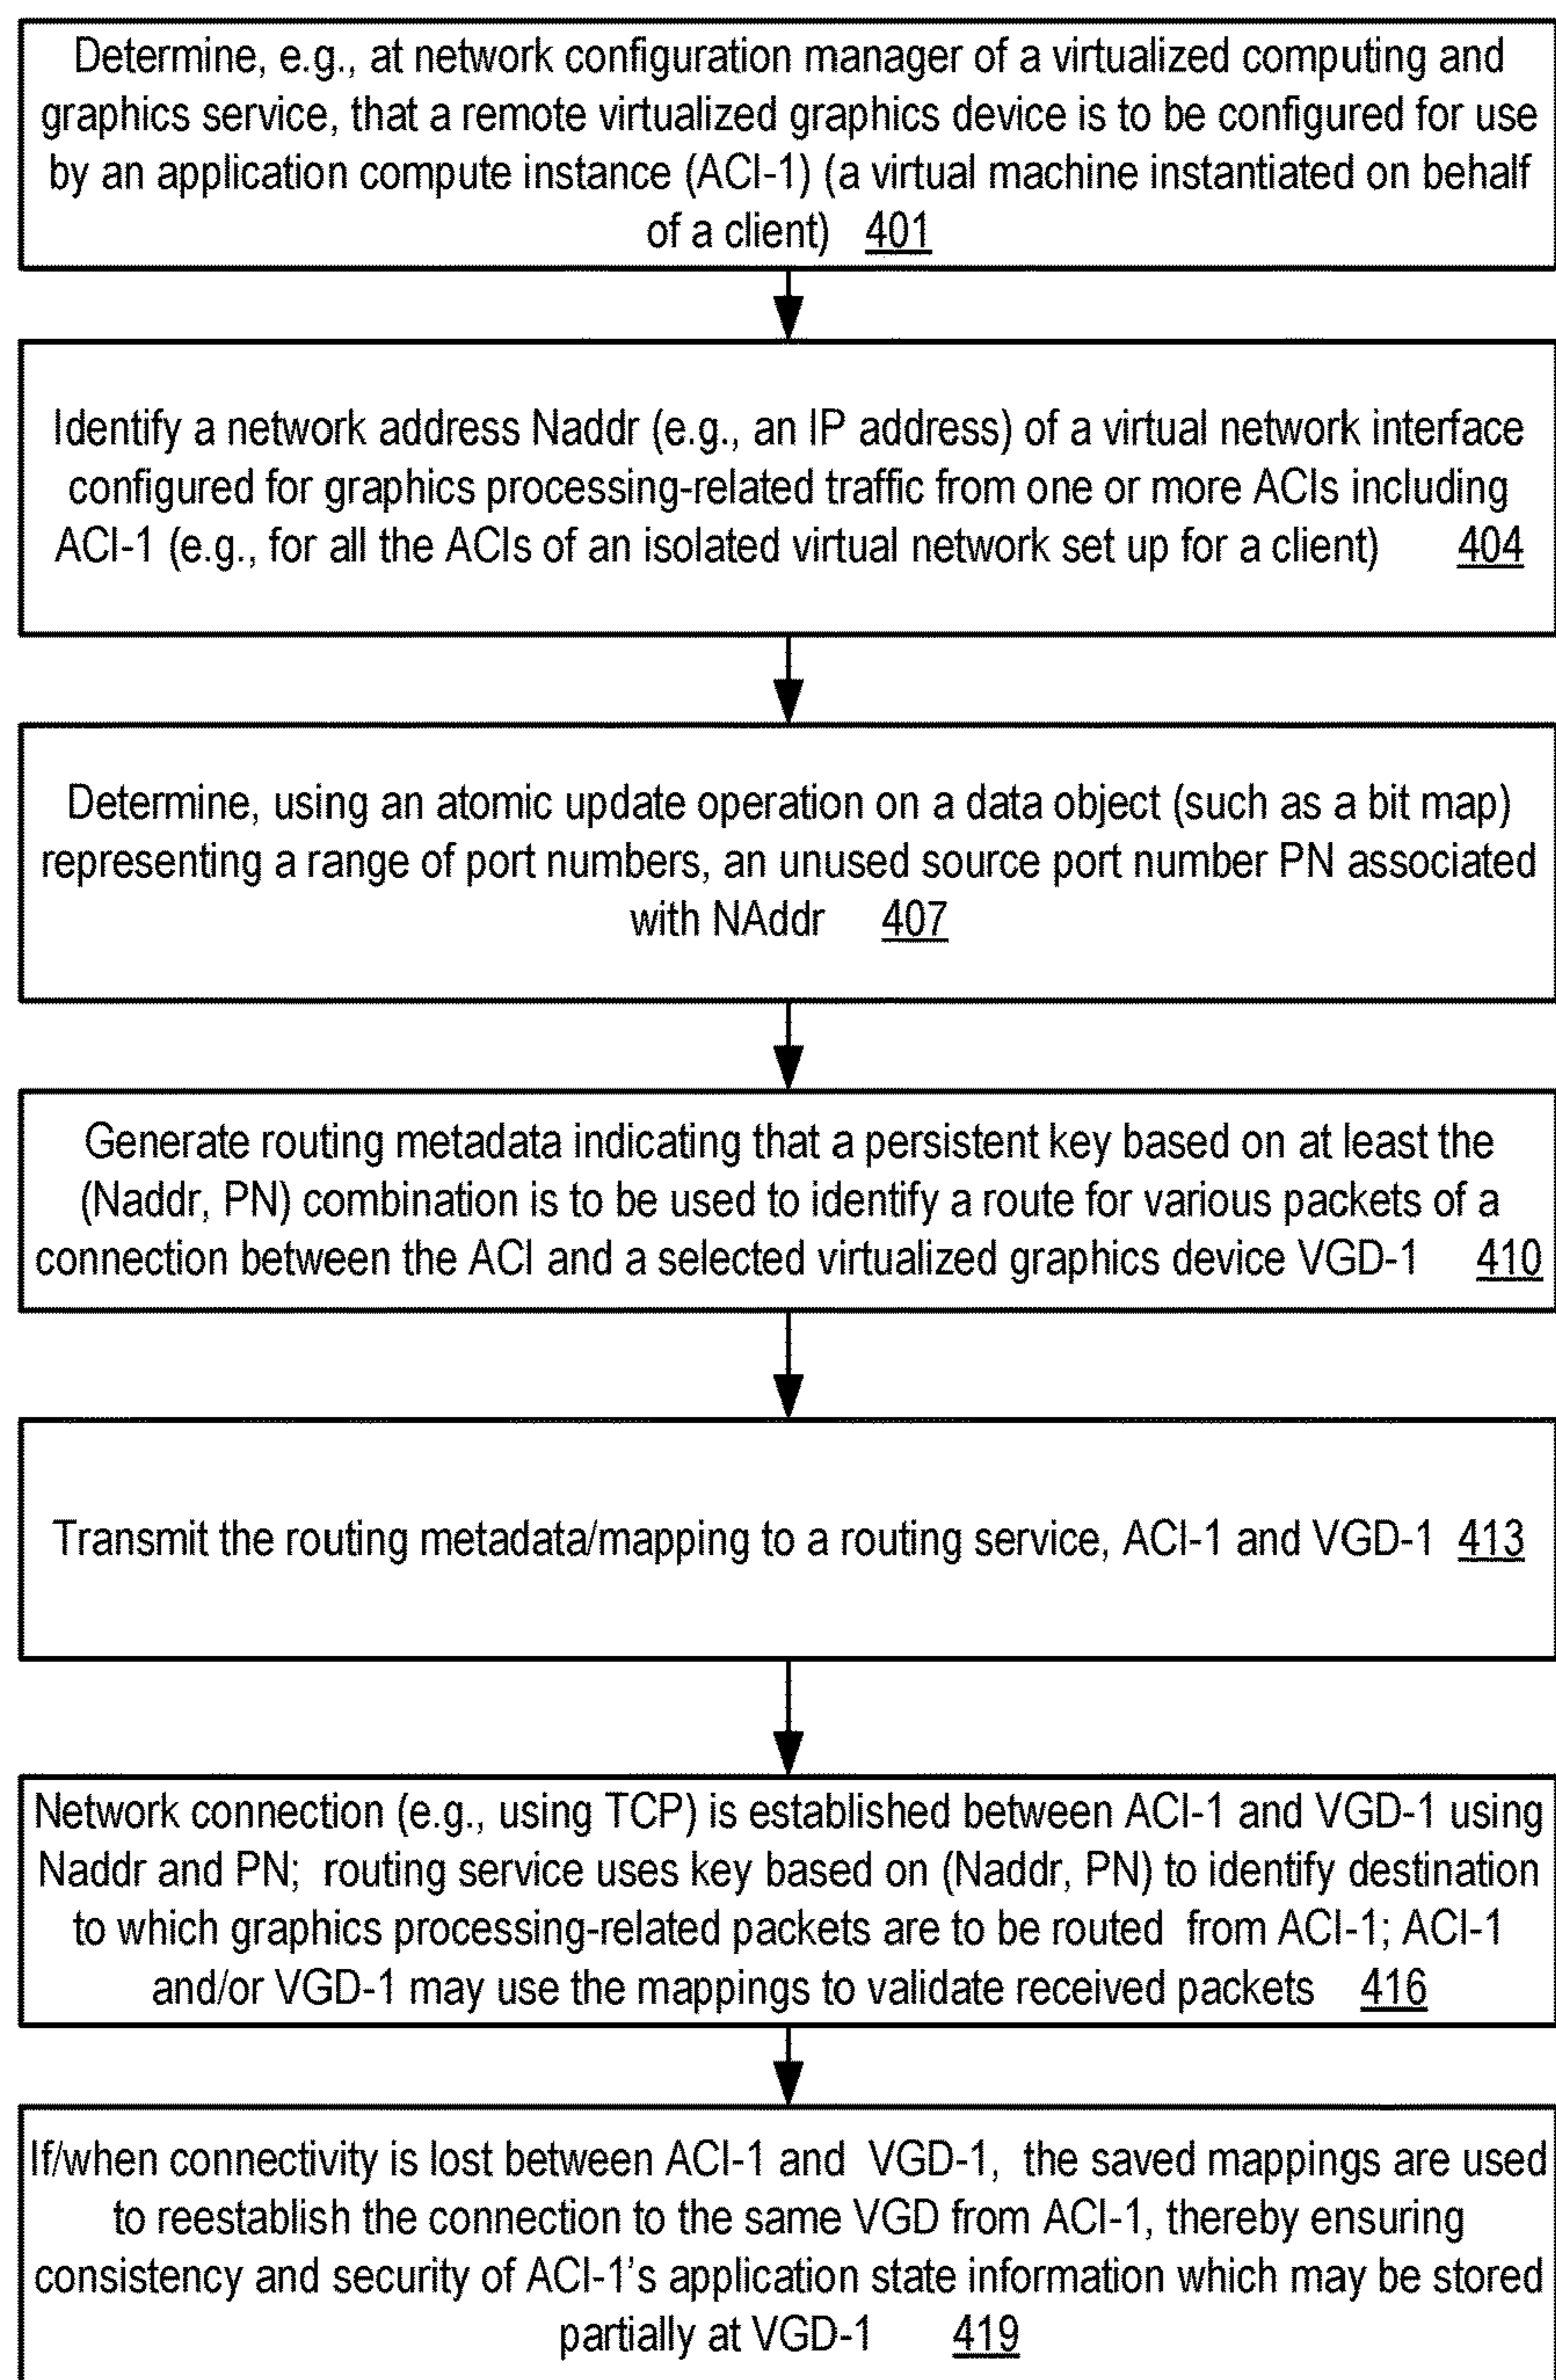 Determine, e.g., at network configuration manager of a virtualized computing and
graphics service, that a remote virtualized graphics device is to be configured for use
by an application compute instance (ACI-1) (a virtual machine instantiated on behalf
of a client) 401
Identify a network address Naddr (e.g., an IP address) of a virtual network interface
configured for graphics processing-related traffic from one or more ACIs including
ACI-1 (e.g., for all the ACIs of an isolated virtual network set up for a client) 404
Determine, using an atomic update operation on a data object (such as a bit map)
representing a range of port numbers, an unused source port number PN associated
with NAddr 407
Generate routing metadata indicating that a persistent key based on at least the
(Naddr, PN) combination is to be used to identify a route for various packets of a
connection between the ACI and a selected virtualized graphics device VGD-1 410
Transmit the routing metadata/mapping to a routing service, ACI-1 and VGD-1 413
Network connection (e.g., using TCP) is established between ACI-1 and VGD-1 using
Naddr and PN; routing service uses key based on (Naddr, PN) to identify destination
to which graphics processing-related packets are to be routed from ACI-1; ACI-1
and/or VGD-1 may use the mappings to validate received packets 416
If/when connectivity is lost between ACI-1 and VGD-1, the saved mappings are used
to reestablish the connection to the same VGD from ACI-1, thereby ensuring
consistency and security of ACI-1's application state information which may be stored
partially at VGD-1 419